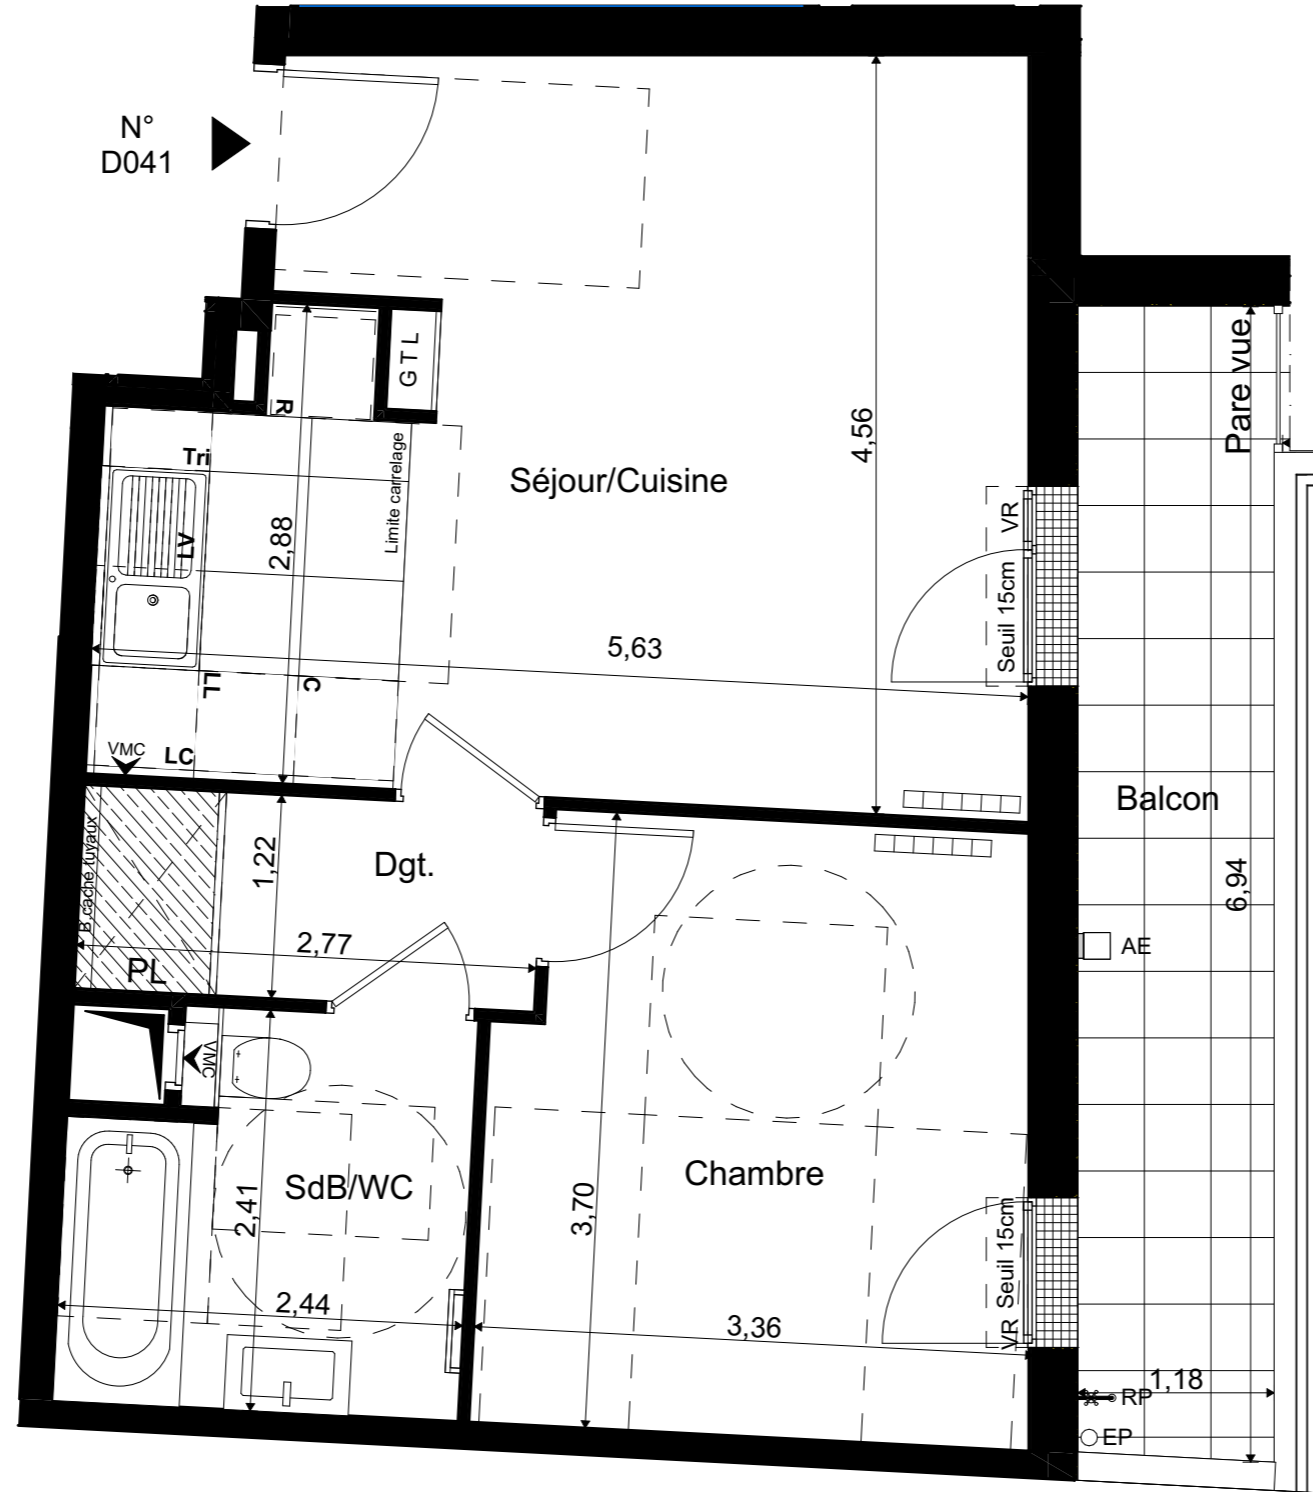 N°
D041
G T L
R
Tri
Limite carrelage
4,56
Séjour/Cuisine
Pare vue
LV
2,88
VR
Seuil 15cm
5,63
LL
C
VMC
LC
Balcon
B.cache tuyaux
1,22
Dgt.
6,94
2,77
PL
AE
VMC
SdB/WC
2,41
Chambre
3,70
2,44
3,36
VR Seuil 15cm
1,18
RP
EP